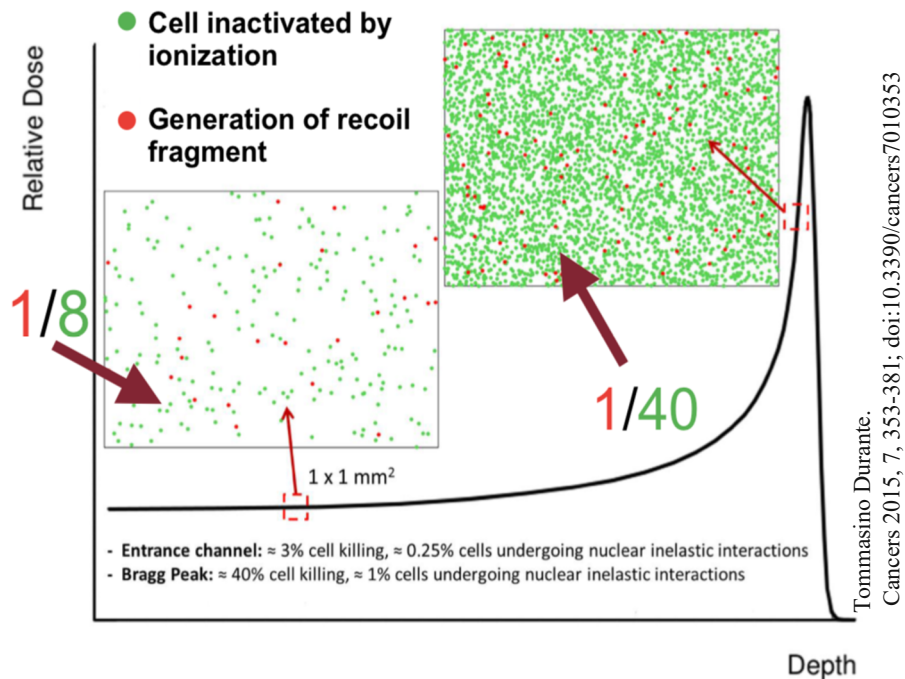 Cell inactivated by
ionization
Generation of recoil
fragment
Relative Dose
1/8
1/40
1 x 1 mm²
- Entrance channel: ≈ 3% cell killing, ≈ 0.25% cells undergoing nuclear inelastic interactions
- Bragg Peak: ≈ 40% cell killing, ≈ 1% cells undergoing nuclear inelastic interactions
Depth
Tommasino Durante.
Cancers 2015, 7, 353-381; doi:10.3390/cancers7010353